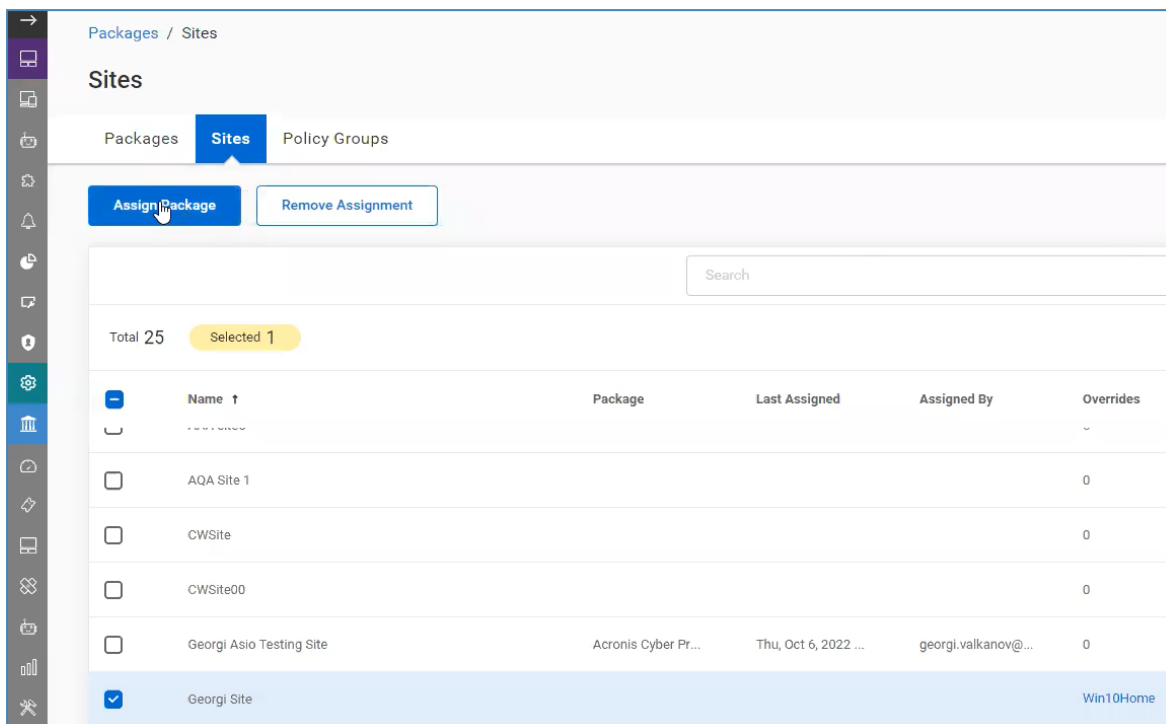 Packages / Sites
Sites
Packages Sites Policy Groups
Assign Package Remove Assignment
Search
Total 25 Selected 1
Name ↑ Package Last Assigned Assigned By Overrides
AQA Site 1 0
CWSite 0
CWSite00 0
Georgi Asio Testing Site Acronis Cyber Pr... Thu, Oct 6, 2022 ... georgi.valkanov@... 0
Georgi Site Win10Home